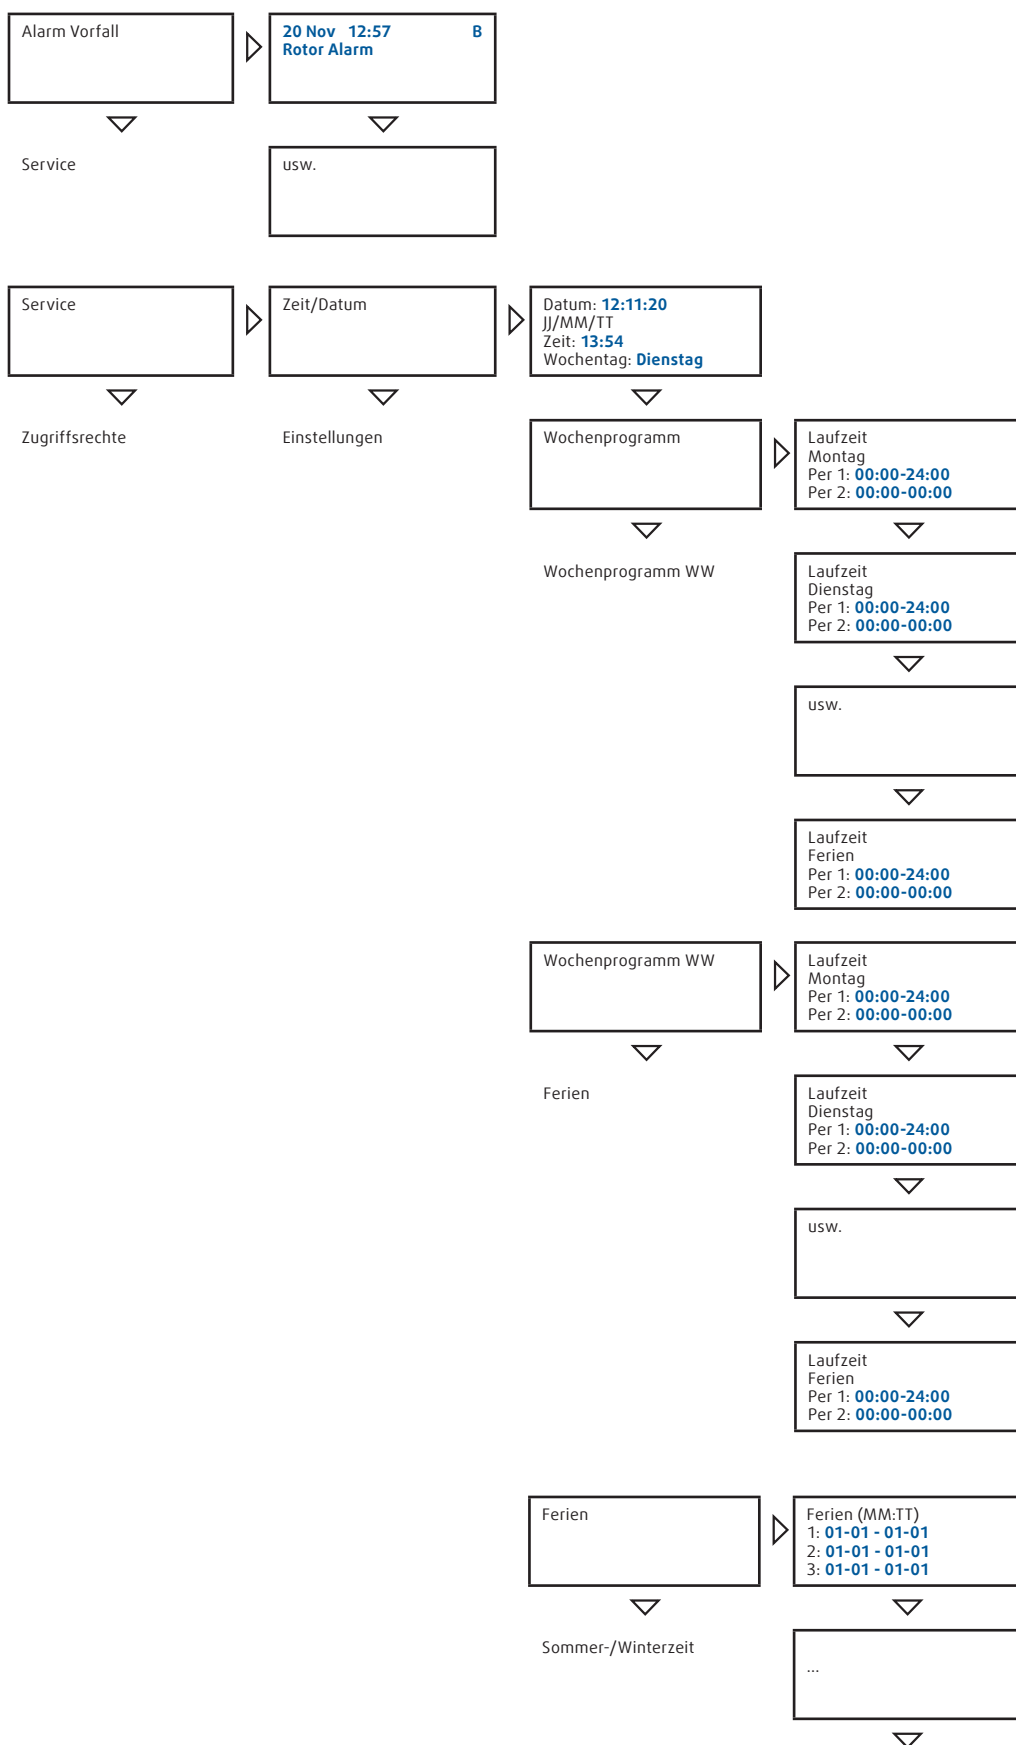 Alarm Vorfall
20 Nov 12:57 B
Rotor Alarm
Service
usw.
Service
Zeit/Datum
Datum: 12:11:20
JJ/MM/TT
Zeit: 13:54
Wochentag: Dienstag
Zugriffsrechte
Einstellungen
Wochenprogramm
Laufzeit
Montag
Per 1: 00:00-24:00
Per 2: 00:00-00:00
Wochenprogramm WW
Laufzeit
Dienstag
Per 1: 00:00-24:00
Per 2: 00:00-00:00
usw.
Laufzeit
Ferien
Per 1: 00:00-24:00
Per 2: 00:00-00:00
Wochenprogramm WW
Laufzeit
Montag
Per 1: 00:00-24:00
Per 2: 00:00-00:00
Ferien
Laufzeit
Dienstag
Per 1: 00:00-24:00
Per 2: 00:00-00:00
usw.
Laufzeit
Ferien
Per 1: 00:00-24:00
Per 2: 00:00-00:00
Ferien
Ferien (MM:TT)
1: 01-01 - 01-01
2: 01-01 - 01-01
3: 01-01 - 01-01
Sommer-/Winterzeit
...